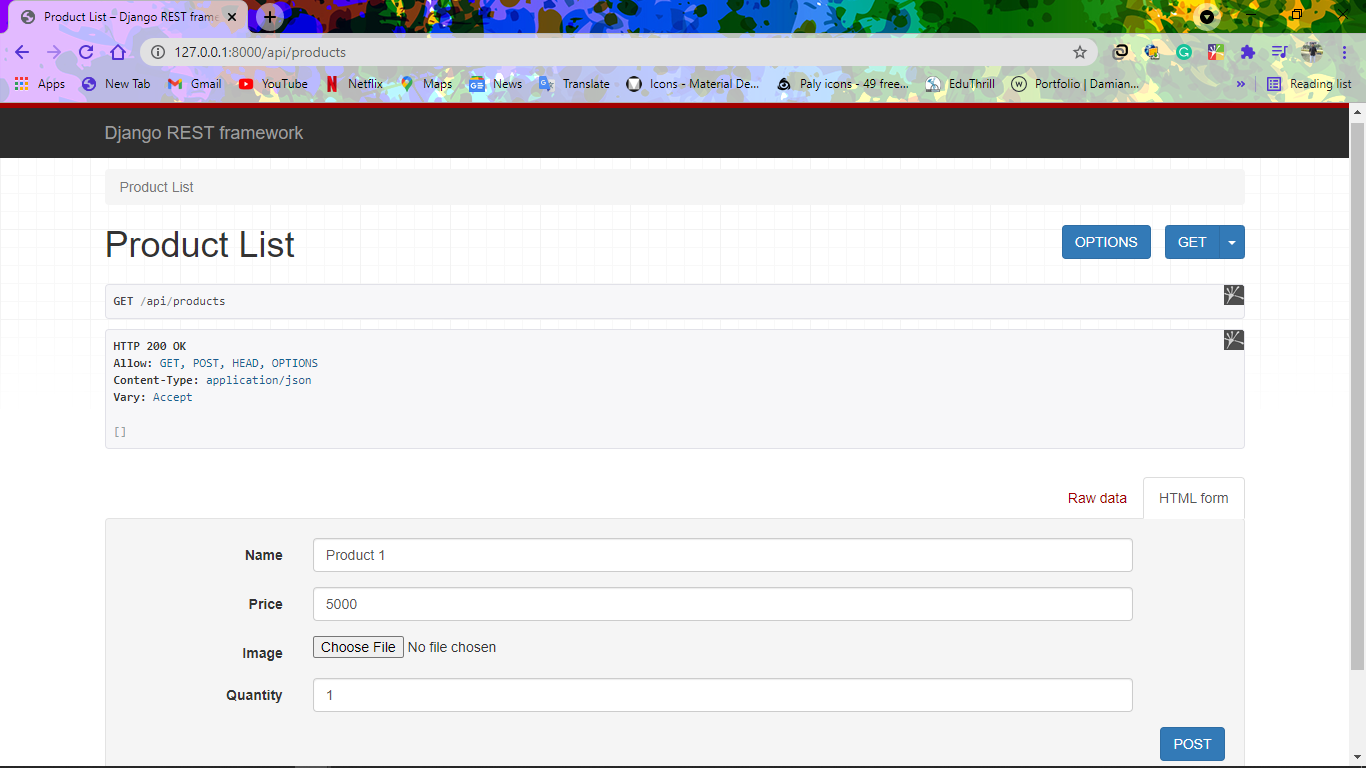 Product List – Django REST frame
127.0.0.1:8000/api/products
Apps New Tab Gmail YouTube Netflix Maps News Translate Icons - Material De... Paly icons - 49 free... EduThrill Portfolio | Damian... » Reading list
Django REST framework
Product List
Product List OPTIONS GET
GET /api/products
HTTP 200 OK
Allow: GET, POST, HEAD, OPTIONS
Content-Type: application/json
Vary: Accept
[]
Raw data HTML form
Name Product 1
Price 5000
Image Choose File No file chosen
Quantity 1
POST